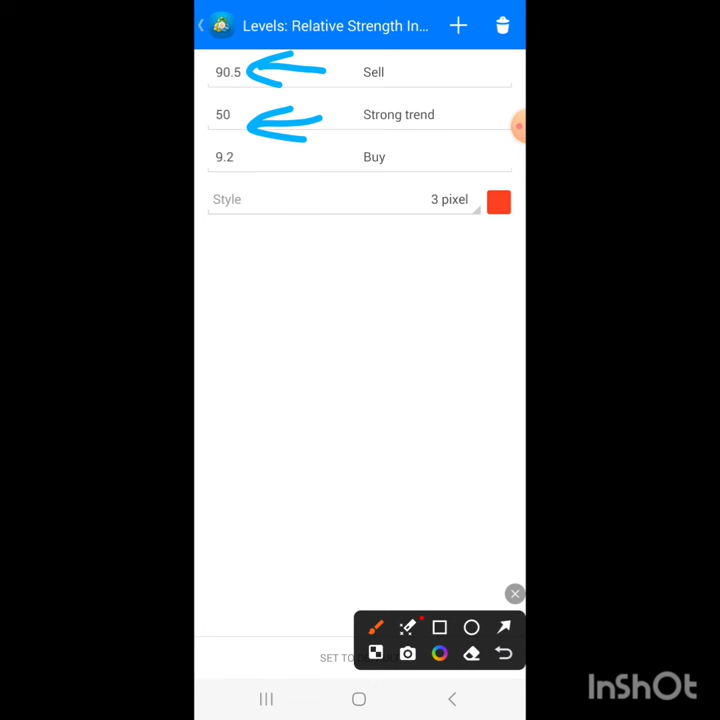 Levels: Relative Strength In...
90.5 Sell
50 Strong trend
9.2 Buy
Style 3 pixel
SET TO
InShOt